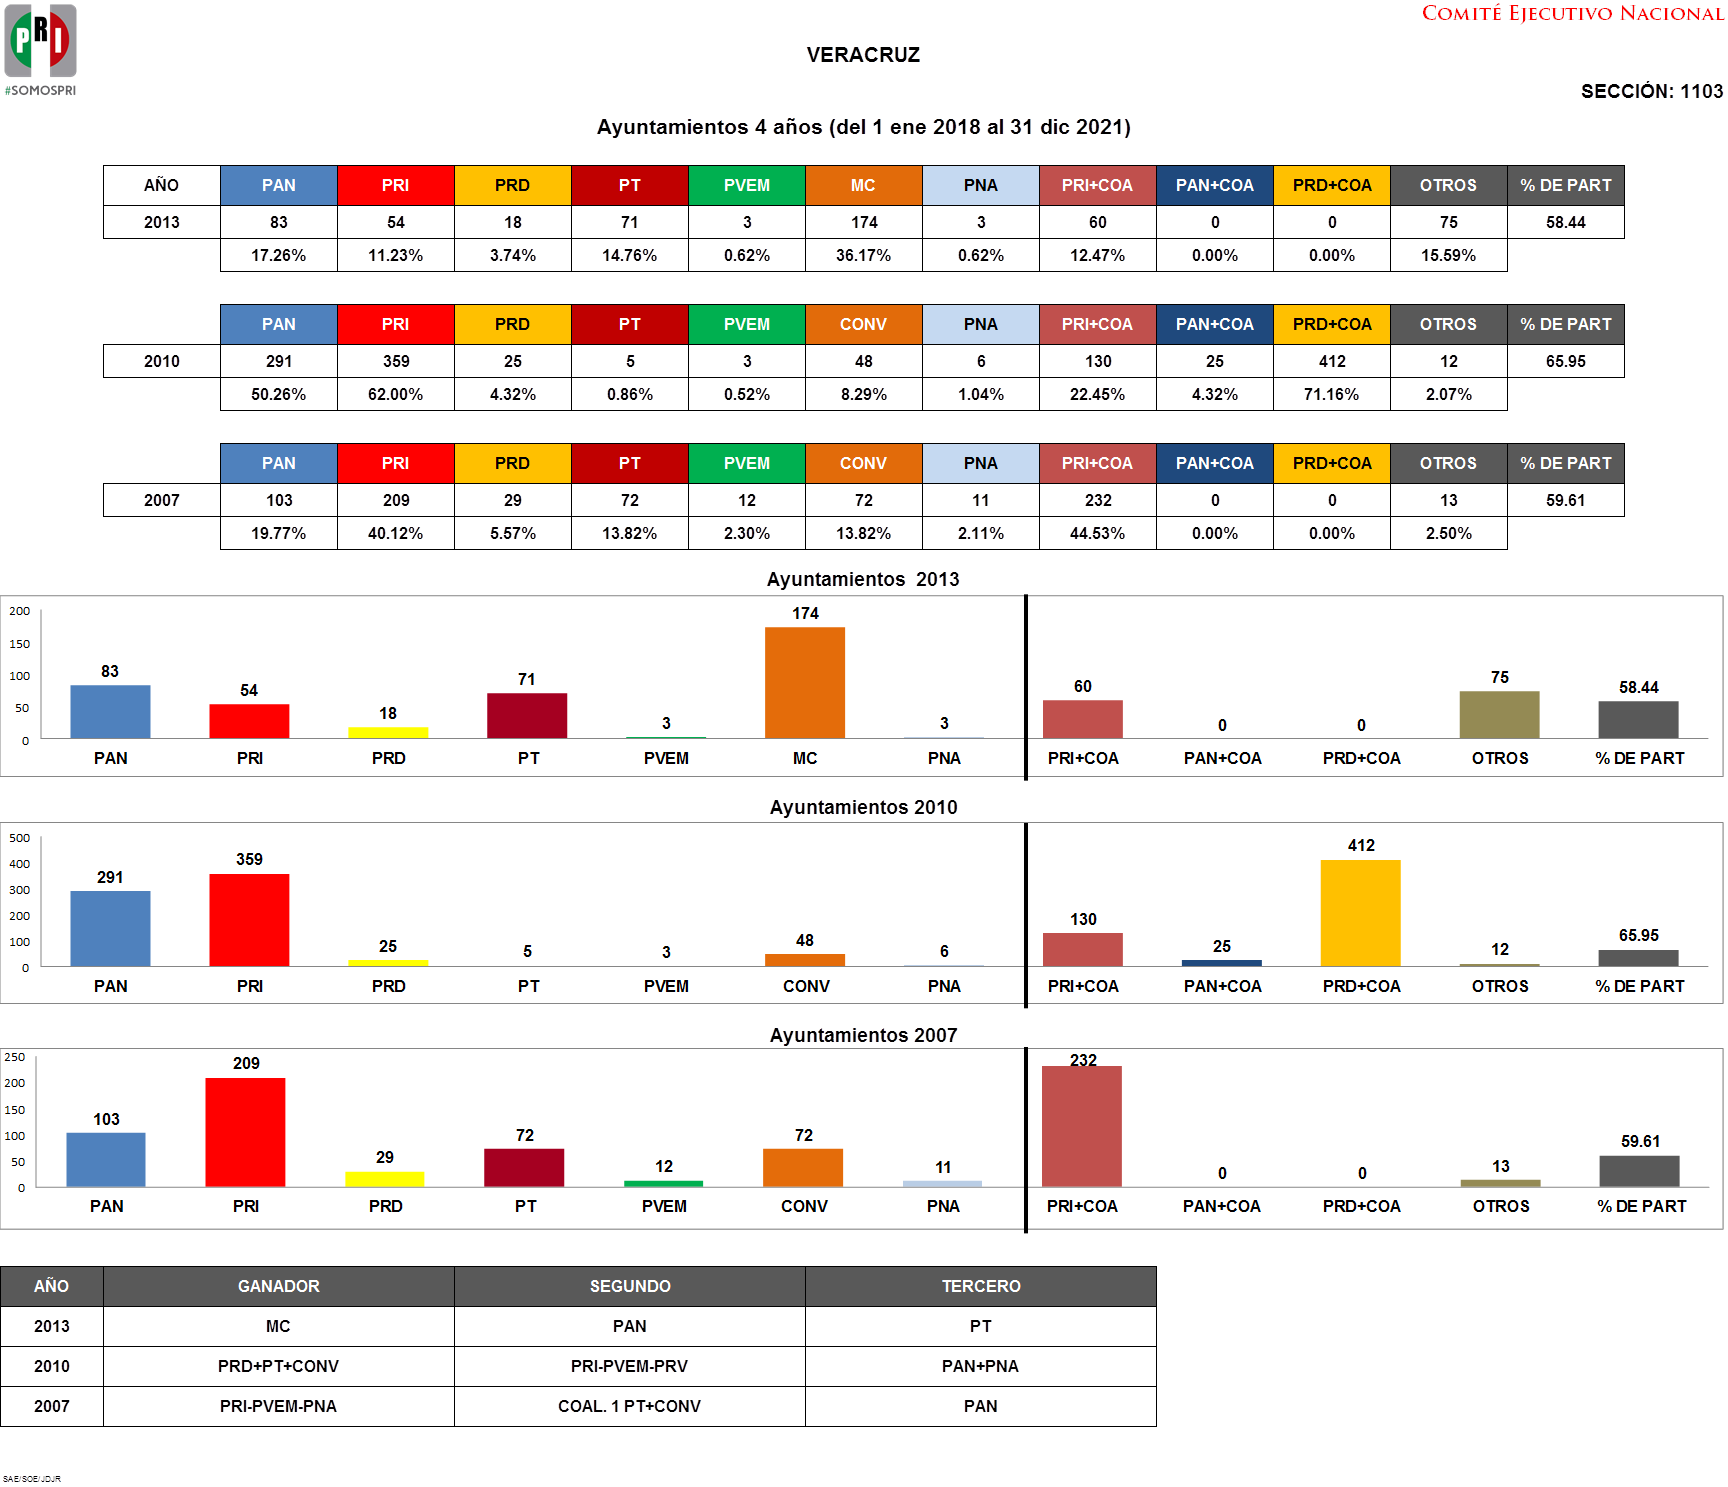 PRI
#SOMOSPRI
COMITÉ EJECUTIVO NACIONAL
VERACRUZ
SECCIÓN: 1103
Ayuntamientos 4 años (del 1 ene 2018 al 31 dic 2021)
AÑO PAN PRI PRD PT PVEM MC PNA PRI+COA PAN+COA PRD+COA OTROS % DE PART
2013 83 54 18 71 3 174 3 60 0 0 75 58.44
17.26% 11.23% 3.74% 14.76% 0.62% 36.17% 0.62% 12.47% 0.00% 0.00% 15.59%
PAN PRI PRD PT PVEM CONV PNA PRI+COA PAN+COA PRD+COA OTROS % DE PART
2010 291 359 25 5 3 48 6 130 25 412 12 65.95
50.26% 62.00% 4.32% 0.86% 0.52% 8.29% 1.04% 22.45% 4.32% 71.16% 2.07%
PAN PRI PRD PT PVEM CONV PNA PRI+COA PAN+COA PRD+COA OTROS % DE PART
2007 103 209 29 72 12 72 11 232 0 0 13 59.61
19.77% 40.12% 5.57% 13.82% 2.30% 13.82% 2.11% 44.53% 0.00% 0.00% 2.50%
Ayuntamientos 2013
200
150
100
50
0
83 54 18 71 3 174 3 60 0 0 75 58.44
PAN PRI PRD PT PVEM MC PNA PRI+COA PAN+COA PRD+COA OTROS % DE PART
Ayuntamientos 2010
500
400
300
200
100
0
291 359 25 5 3 48 6 130 25 412 12 65.95
PAN PRI PRD PT PVEM CONV PNA PRI+COA PAN+COA PRD+COA OTROS % DE PART
Ayuntamientos 2007
250
200
150
100
50
0
103 209 29 72 12 72 11 232 0 0 13 59.61
PAN PRI PRD PT PVEM CONV PNA PRI+COA PAN+COA PRD+COA OTROS % DE PART
AÑO GANADOR SEGUNDO TERCERO
2013 MC PAN PT
2010 PRD+PT+CONV PRI-PVEM-PRV PAN+PNA
2007 PRI-PVEM-PNA COAL. 1 PT+CONV PAN
SAE/SOE/JDJR